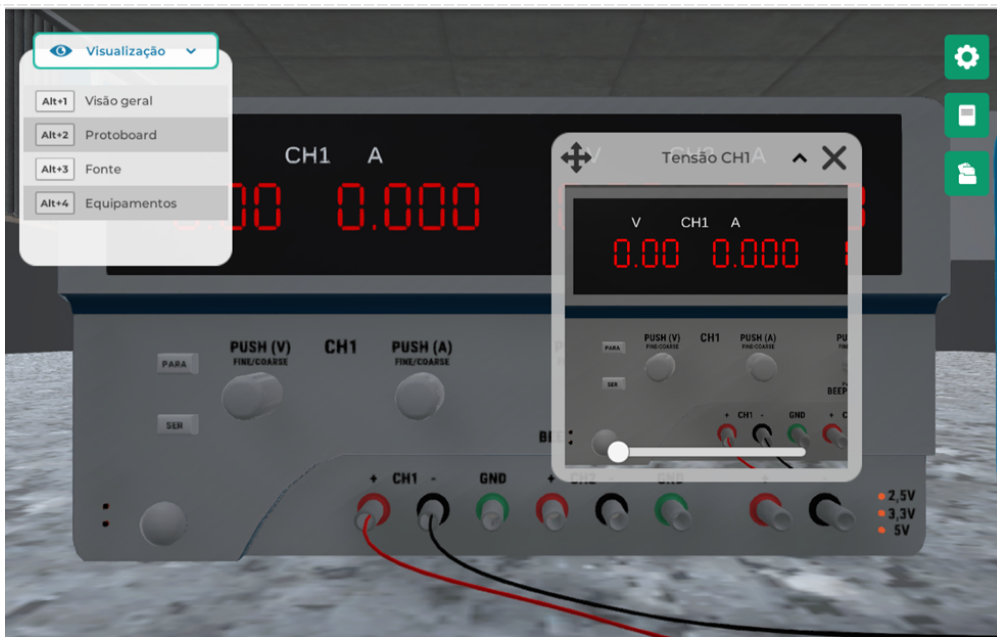 Visualização
Alt+1 Visão geral
Alt+2 Protoboard
Alt+3 Fonte
Alt+4 Equipamentos
CH1 A
0.000
Tensão CH1
V CH1 A
0.00 0.000
PUSH (V) CH1 PUSH (A)
FINE/COARSE FINE/COARSE
PARA
SER
+ CH1 - GND + C
PUSH (V) CH1 PUSH (A)
FINE/COARSE FINE/COARSE
PARA
SER
+ CH1 - GND + CH2 - GND + -
2,5V
3,3V
5V